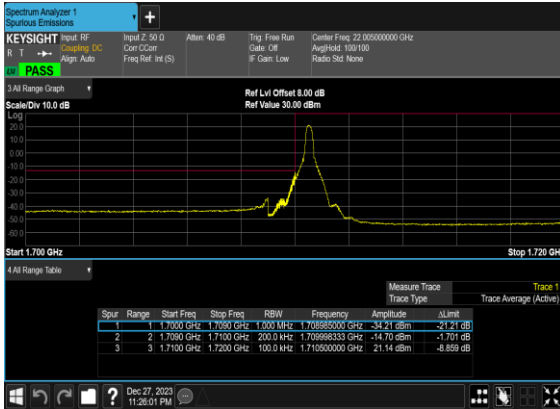 Spectrum Analyzer 1
Spurious Emissions
KEYSIGHT
R T
Input: RF
Coupling: DC
Align: Auto
Input Z: 50 Ω
Corr CCorr
Freq Ref: Int (S)
Atten: 40 dB
Trig: Free Run
Gate: Off
IF Gain: Low
Center Freq: 22.005000000 GHz
Avg|Hold: 100/100
Radio Std: None
PASS
3 All Range Graph
Scale/Div 10.0 dB
Ref Lvl Offset 8.00 dB
Ref Value 30.00 dBm
Log
20.0
10.0
0.00
-10.0
-20.0
-30.0
-40.0
-50.0
-60.0
Start 1.700 GHz
Stop 1.720 GH
4 All Range Table
Measure Trace Trace 1
Trace Type Trace Average (Active)
Spur Range Start Freq Stop Freq RBW Frequency Amplitude ΔLimit
1 1 1.7000 GHz 1.7090 GHz 1.000 MHz 1.708985000 GHz -34.21 dBm -21.21 dB
2 2 1.7090 GHz 1.7100 GHz 200.0 kHz 1.709998333 GHz -14.70 dBm -1.701 dB
3 3 1.7100 GHz 1.7200 GHz 100.0 kHz 1.710500000 GHz 21.14 dBm -8.859 dB
Dec 27, 2023
11:26:01 PM